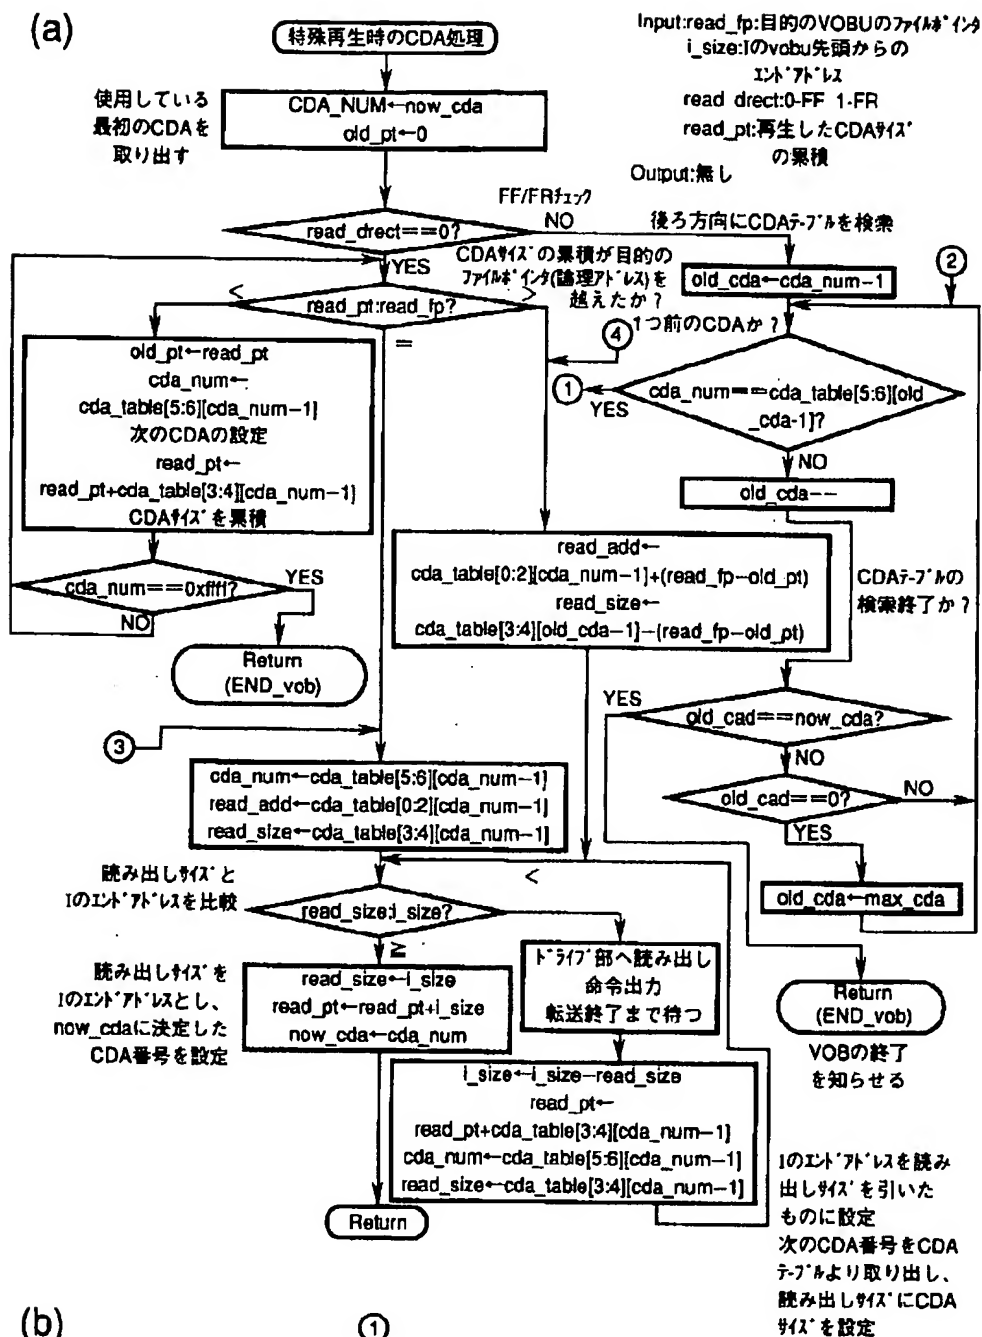 (a)
特殊再生時のCDA処理
Input:read_fp:目的のVOBUのファイルポインタ
i_size:Iのvobu先頭からの
エンドアドレス
read drect:0-FF 1-FR
read_pt:再生したCDAサイズ
の累積
Output:無し
使用している
最初のCDAを
取り出す
CDA_NUM←now_cda
old_pt←0
FF/FRチェック
read_drect==0?
NO
YES
後ろ方向にCDAテーブルを検索
old_cda←cda_num−1
②
CDAサイズの累積が目的の
ファイルポインタ(論理アドレス)を
越えたか?
<
read_pt:read_fp?
>
=
④
1つ前のCDAか?
①
YES
cda_num==cda_table[5:6][old
_cda-1]?
NO
old_cda−−
old_pt←read_pt
cda_num←
cda_table[5:6][cda_num−1]
次のCDAの設定
read_pt←
read_pt+cda_table[3:4][cda_num−1]
CDAサイズを累積
cda_num==0xffff?
YES
NO
Return
(END_vob)
read_add←
cda_table[0:2][cda_num−1]+(read_fp−old_pt)
read_size←
cda_table[3:4][old_cda−1]−(read_fp−old_pt)
CDAテーブルの
検索終了か?
YES
old_cad==now_cda?
NO
old_cad==0?
NO
YES
old_cda←max_cda
Return
(END_vob)
VOBの終了
を知らせる
③
cda_num←cda_table[5:6][cda_num−1]
read_add←cda_table[0:2][cda_num−1]
read_size←cda_table[3:4][cda_num−1]
読み出しサイズと
Iのエンドアドレスを比較
<
read_size:i_size?
≧
読み出しサイズを
Iのエンドアドレスとし、
now_cdaに決定した
CDA番号を設定
read_size←i_size
read_pt←read_pt+i_size
now_cda←cda_num
ドライブ部へ読み出し
命令出力
転送終了まで待つ
i_size←i_size−read_size
read_pt←
read_pt+cda_table[3:4][cda_num−1]
cda_num←cda_table[5:6][cda_num−1]
read_size←cda_table[3:4][cda_num−1]
Return
Iのエンドアドレスを読み
出しサイズを引いた
ものに設定
次のCDA番号をCDA
テーブルより取り出し、
読み出しサイズにCDA
サイズを設定
(b)
①